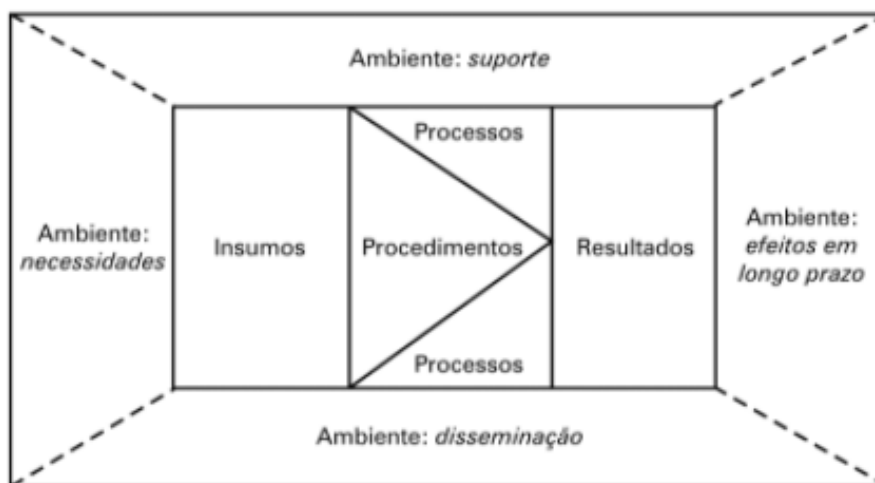 Ambiente: suporte
Processos
Ambiente:
necessidades
Insumos
Procedimentos
Resultados
Ambiente:
efeitos em
longo prazo
Processos
Ambiente: disseminação